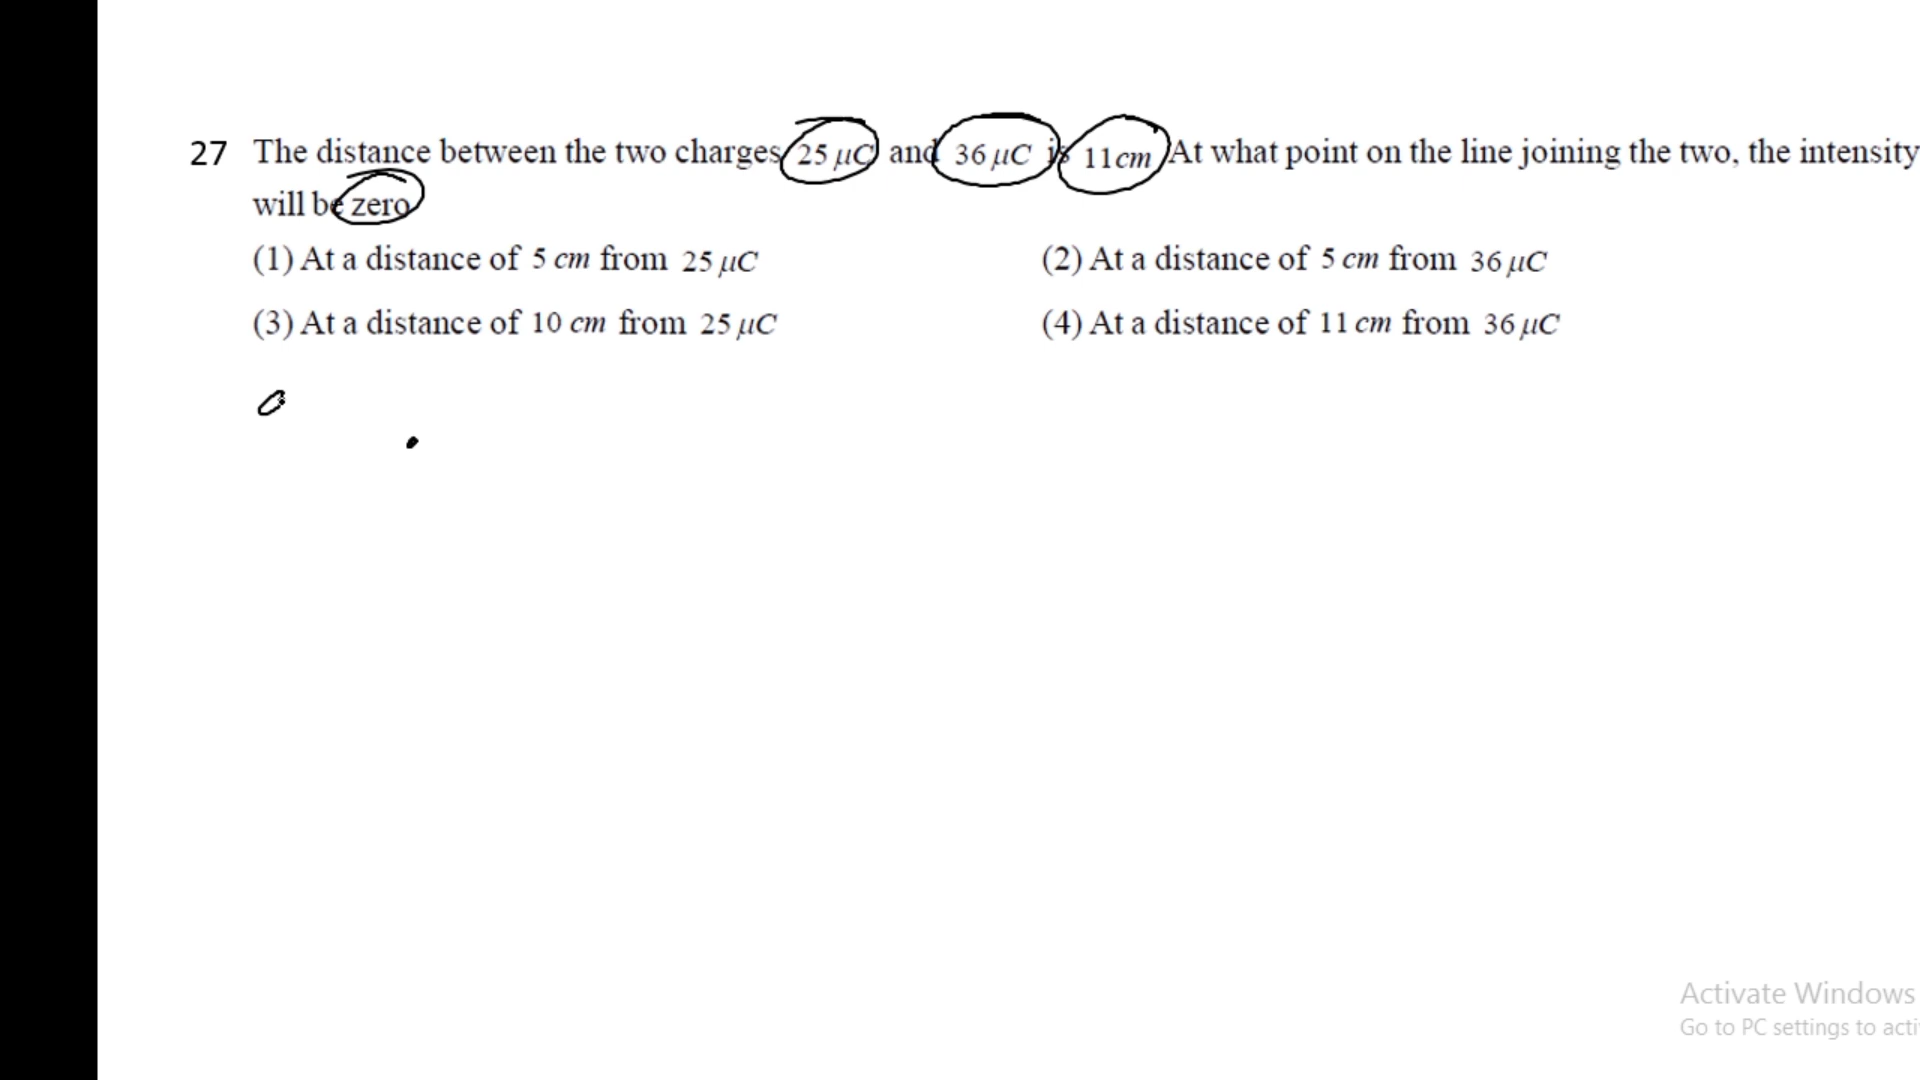 27 The distance between the two charges 25 μC and 36 μC is 11 cm At what point on the line joining the two, the intensity
will be zero
(1) At a distance of 5 cm from 25 μC (2) At a distance of 5 cm from 36 μC
(3) At a distance of 10 cm from 25 μC (4) At a distance of 11 cm from 36 μC
Activate Windows
Go to PC settings to acti